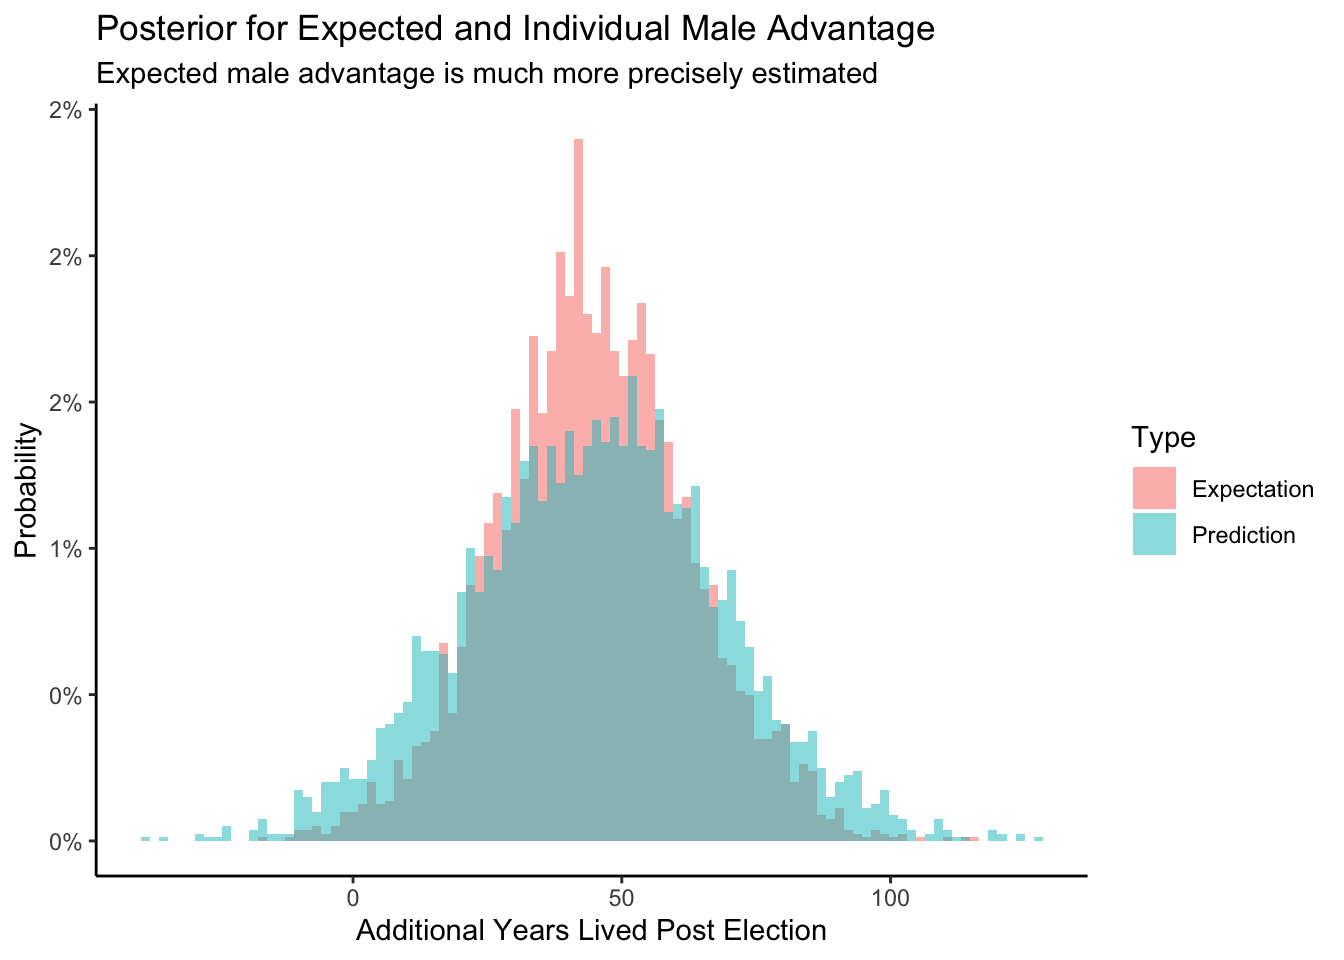 Posterior for Expected and Individual Male Advantage
Expected male advantage is much more precisely estimated
2%
2%
2%
1%
0%
0%
Probability
0
50
100
Additional Years Lived Post Election
Type
Expectation
Prediction